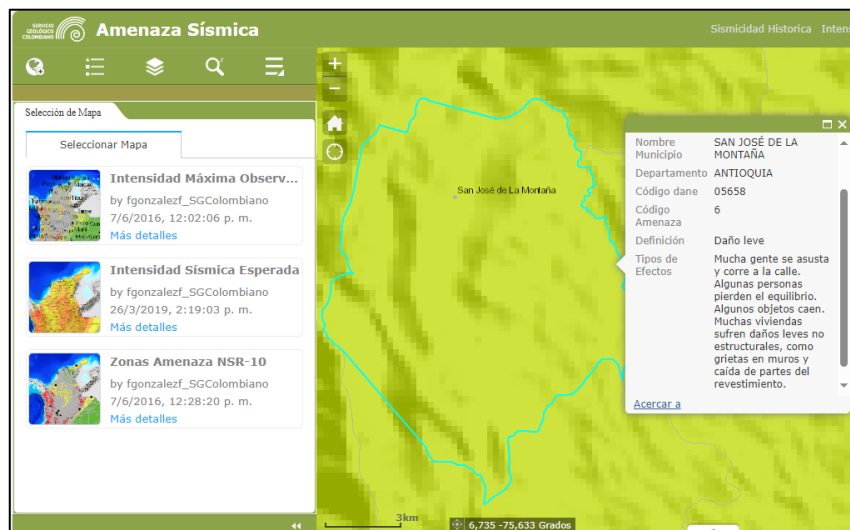 SERVICIO
GEOLÓGICO
COLOMBIANO
Amenaza Sísmica
Sismicidad Historica Intens
Selección de Mapa
Seleccionar Mapa
Intensidad Máxima Observ...
by fgonzalezf_SGColombiano
7/6/2016, 12:02:06 p. m.
Más detalles
Intensidad Sísmica Esperada
by fgonzalezf_SGColombiano
26/3/2019, 2:19:03 p. m.
Más detalles
Zonas Amenaza NSR-10
by fgonzalezf_SGColombiano
7/6/2016, 12:28:20 p. m.
Más detalles
San José de La Montaña
Nombre Municipio SAN JOSÉ DE LA MONTAÑA
Departamento ANTIOQUIA
Código dane 05658
Código Amenaza 6
Definición Daño leve
Tipos de Efectos Mucha gente se asusta
y corre a la calle.
Algunas personas
pierden el equilibrio.
Algunos objetos caen.
Muchas viviendas
sufren daños leves no
estructurales, como
grietas en muros y
caída de partes del
revestimiento.
Acercar a
3km
6,735 -75,633 Grados